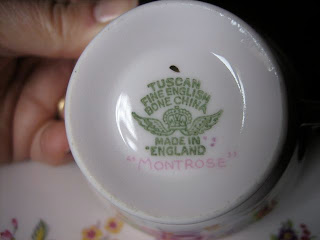 TUSCAN
FINE ENGLISH
BONE CHINA
MADE IN
ENGLAND
"MONTROSE"